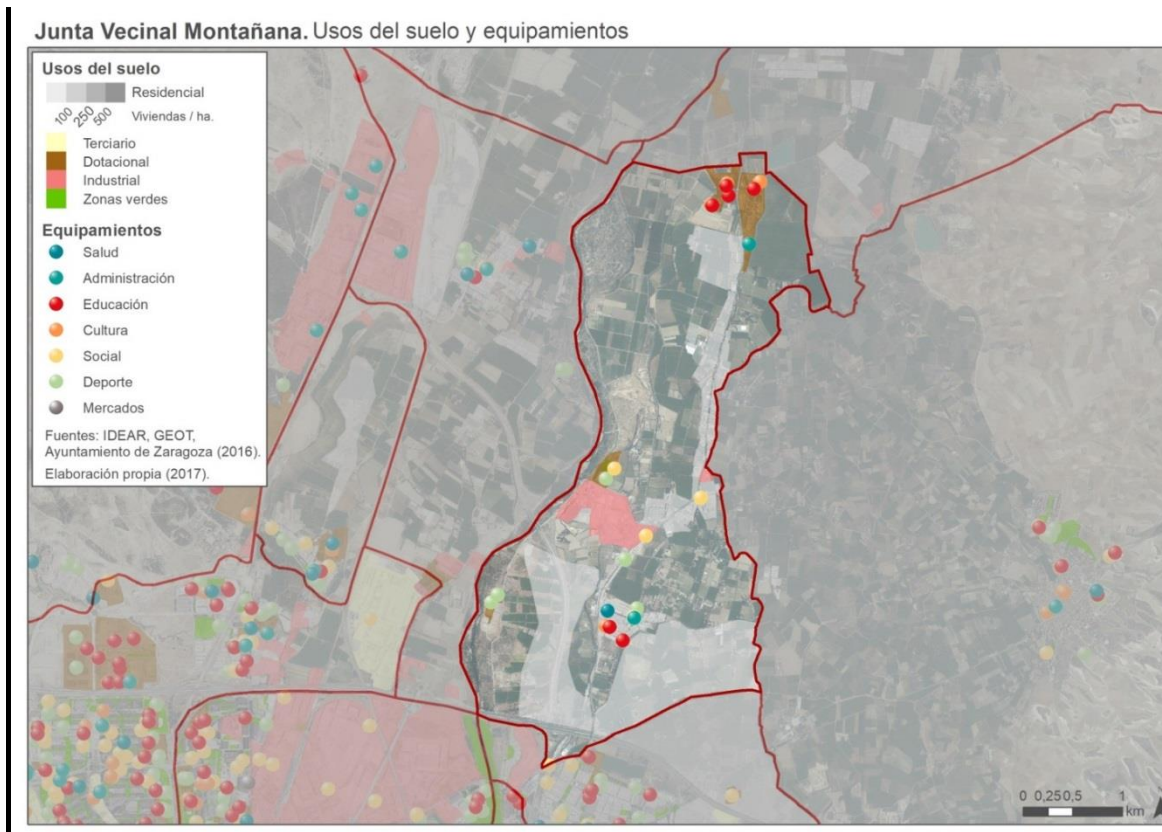 Junta Vecinal Montañana. Usos del suelo y equipamientos
Usos del suelo
Residencial
100 250 500 Viviendas / ha.
Terciario
Dotacional
Industrial
Zonas verdes
Equipamientos
Salud
Administración
Educación
Cultura
Social
Deporte
Mercados
Fuentes: IDEAR, GEOT,
Ayuntamiento de Zaragoza (2016).
Elaboración propia (2017).
0 0,25 0,5 1
km